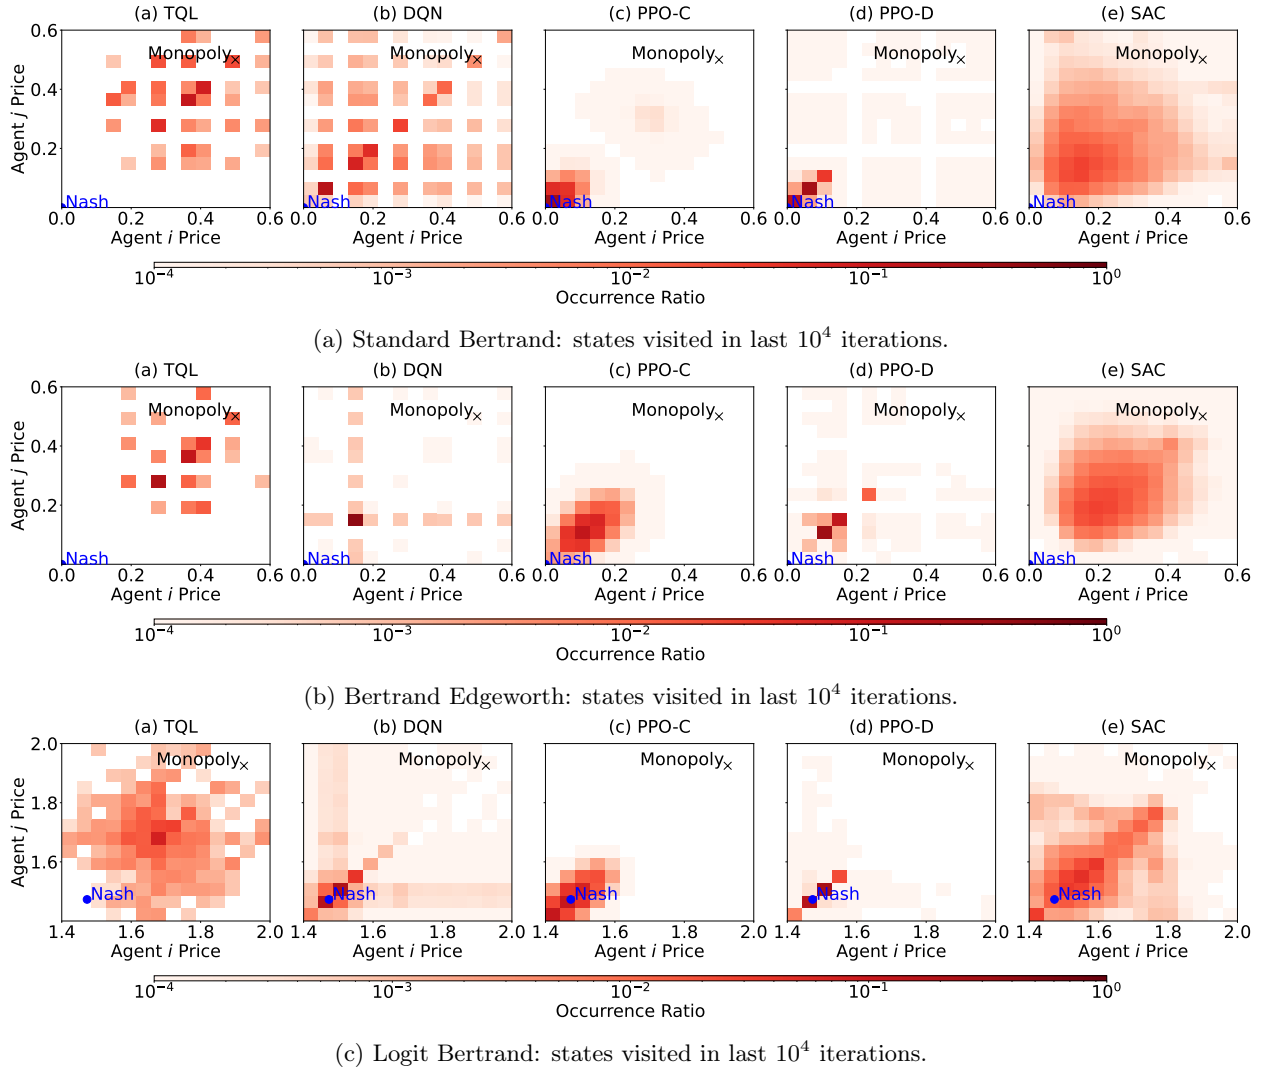 (a) TQL (b) DQN (c) PPO-C (d) PPO-D (e) SAC
0.6 Monopoly Monopoly Monopoly Monopoly Monopoly
0.4
Agent j Price
0.2
Nash Nash Nash Nash Nash
0.0 0.2 0.4 0.6 0.0 0.2 0.4 0.6 0.0 0.2 0.4 0.6 0.0 0.2 0.4 0.6 0.0 0.2 0.4 0.6
Agent i Price Agent i Price Agent i Price Agent i Price Agent i Price
10⁻⁴ 10⁻³ 10⁻² 10⁻¹ 10⁰
Occurrence Ratio
(a) Standard Bertrand: states visited in last 10⁴ iterations.
(a) TQL (b) DQN (c) PPO-C (d) PPO-D (e) SAC
0.6 Monopoly Monopoly Monopoly Monopoly Monopoly
0.4
Agent j Price
0.2
Nash Nash Nash Nash Nash
0.0 0.2 0.4 0.6 0.0 0.2 0.4 0.6 0.0 0.2 0.4 0.6 0.0 0.2 0.4 0.6 0.0 0.2 0.4 0.6
Agent i Price Agent i Price Agent i Price Agent i Price Agent i Price
10⁻⁴ 10⁻³ 10⁻² 10⁻¹ 10⁰
Occurrence Ratio
(b) Bertrand Edgeworth: states visited in last 10⁴ iterations.
(a) TQL (b) DQN (c) PPO-C (d) PPO-D (e) SAC
2.0 Monopoly Monopoly Monopoly Monopoly Monopoly
1.8
Agent j Price
1.6
Nash Nash Nash Nash Nash
1.4 1.6 1.8 2.0 1.4 1.6 1.8 2.0 1.4 1.6 1.8 2.0 1.4 1.6 1.8 2.0 1.4 1.6 1.8 2.0
Agent i Price Agent i Price Agent i Price Agent i Price Agent i Price
10⁻⁴ 10⁻³ 10⁻² 10⁻¹ 10⁰
Occurrence Ratio
(c) Logit Bertrand: states visited in last 10⁴ iterations.